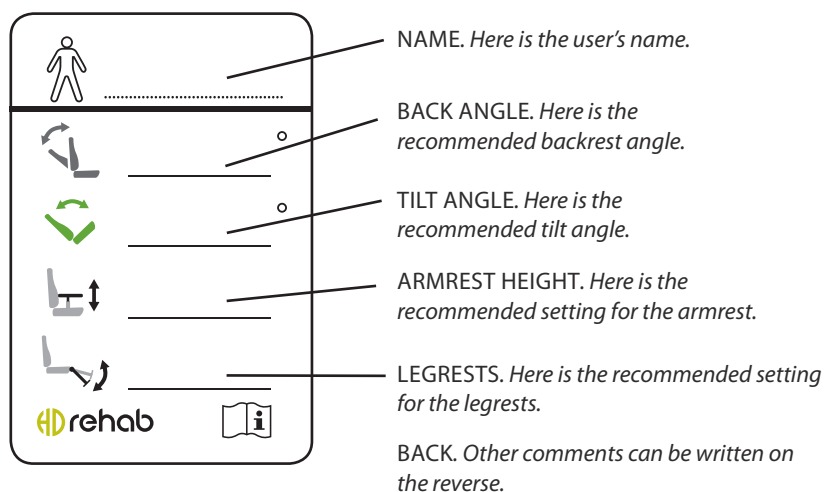 NAME. Here is the user's name.
BACK ANGLE. Here is the
recommended backrest angle.
TILT ANGLE. Here is the
recommended tilt angle.
ARMREST HEIGHT. Here is the
recommended setting for the armrest.
LEGRESTS. Here is the recommended setting
for the legrests.
HD rehab
i
BACK. Other comments can be written on
the reverse.